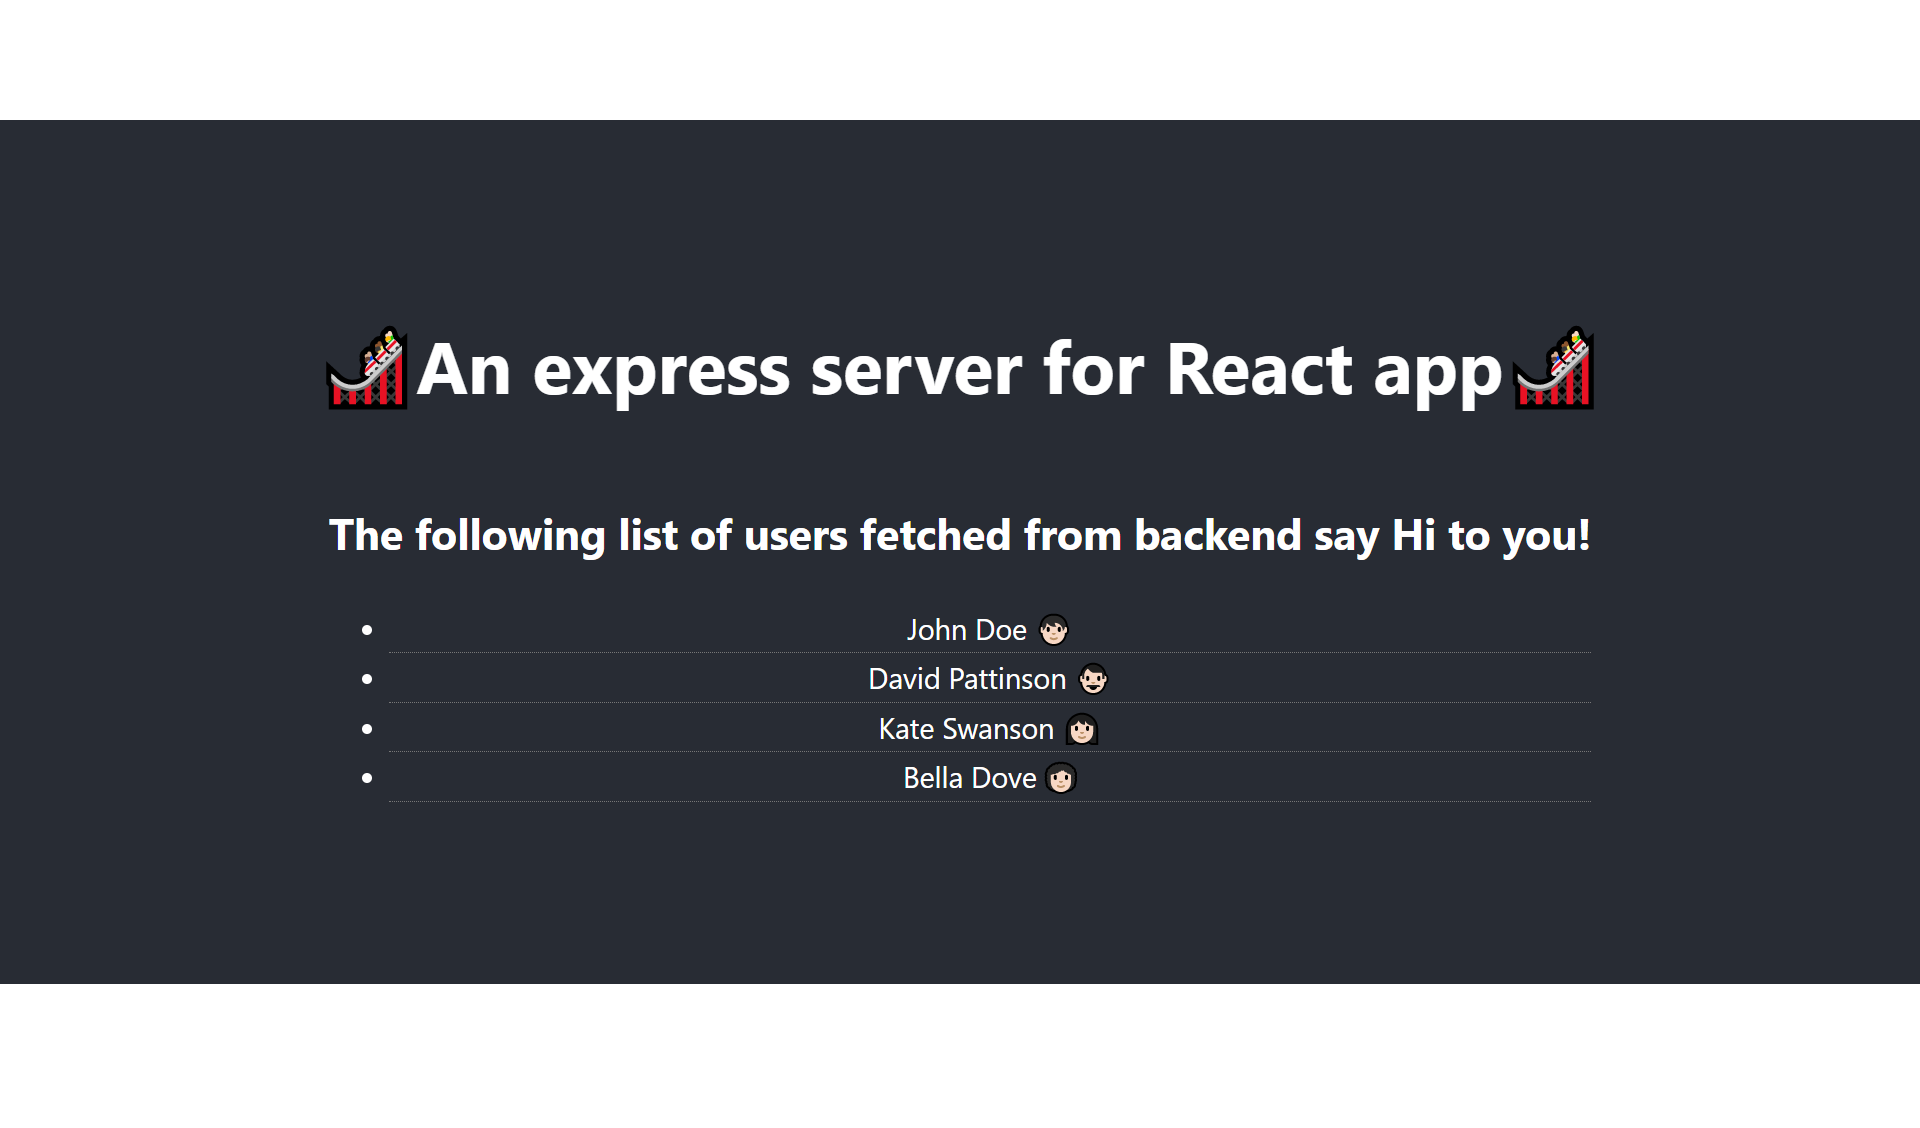 An express server for React app
The following list of users fetched from backend say Hi to you!
John Doe
David Pattinson
Kate Swanson
Bella Dove